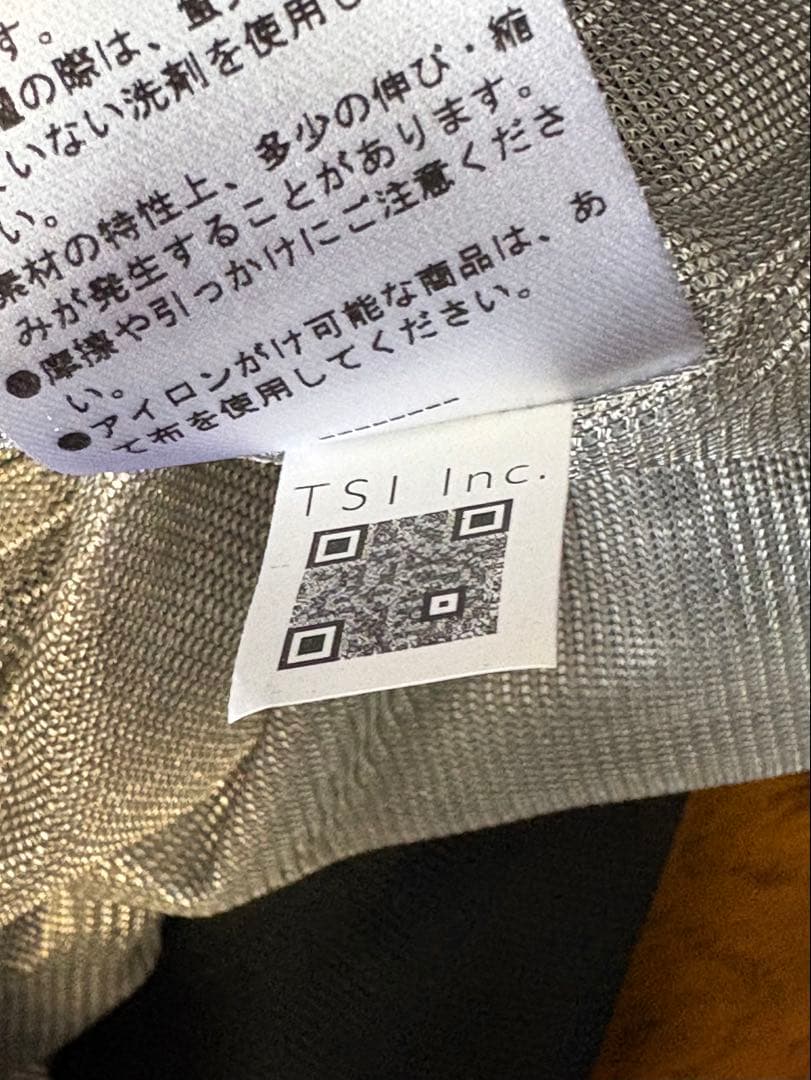 す。
の際は、蛍
いない洗剤を使用し
い。
素材の特性上、多少の伸び・縮
みが発生することがあります。
●摩擦や引っかけにご注意くださ
い。
●アイロンがけ可能な商品は、あ
て布を使用してください。
--------
TSI Inc.